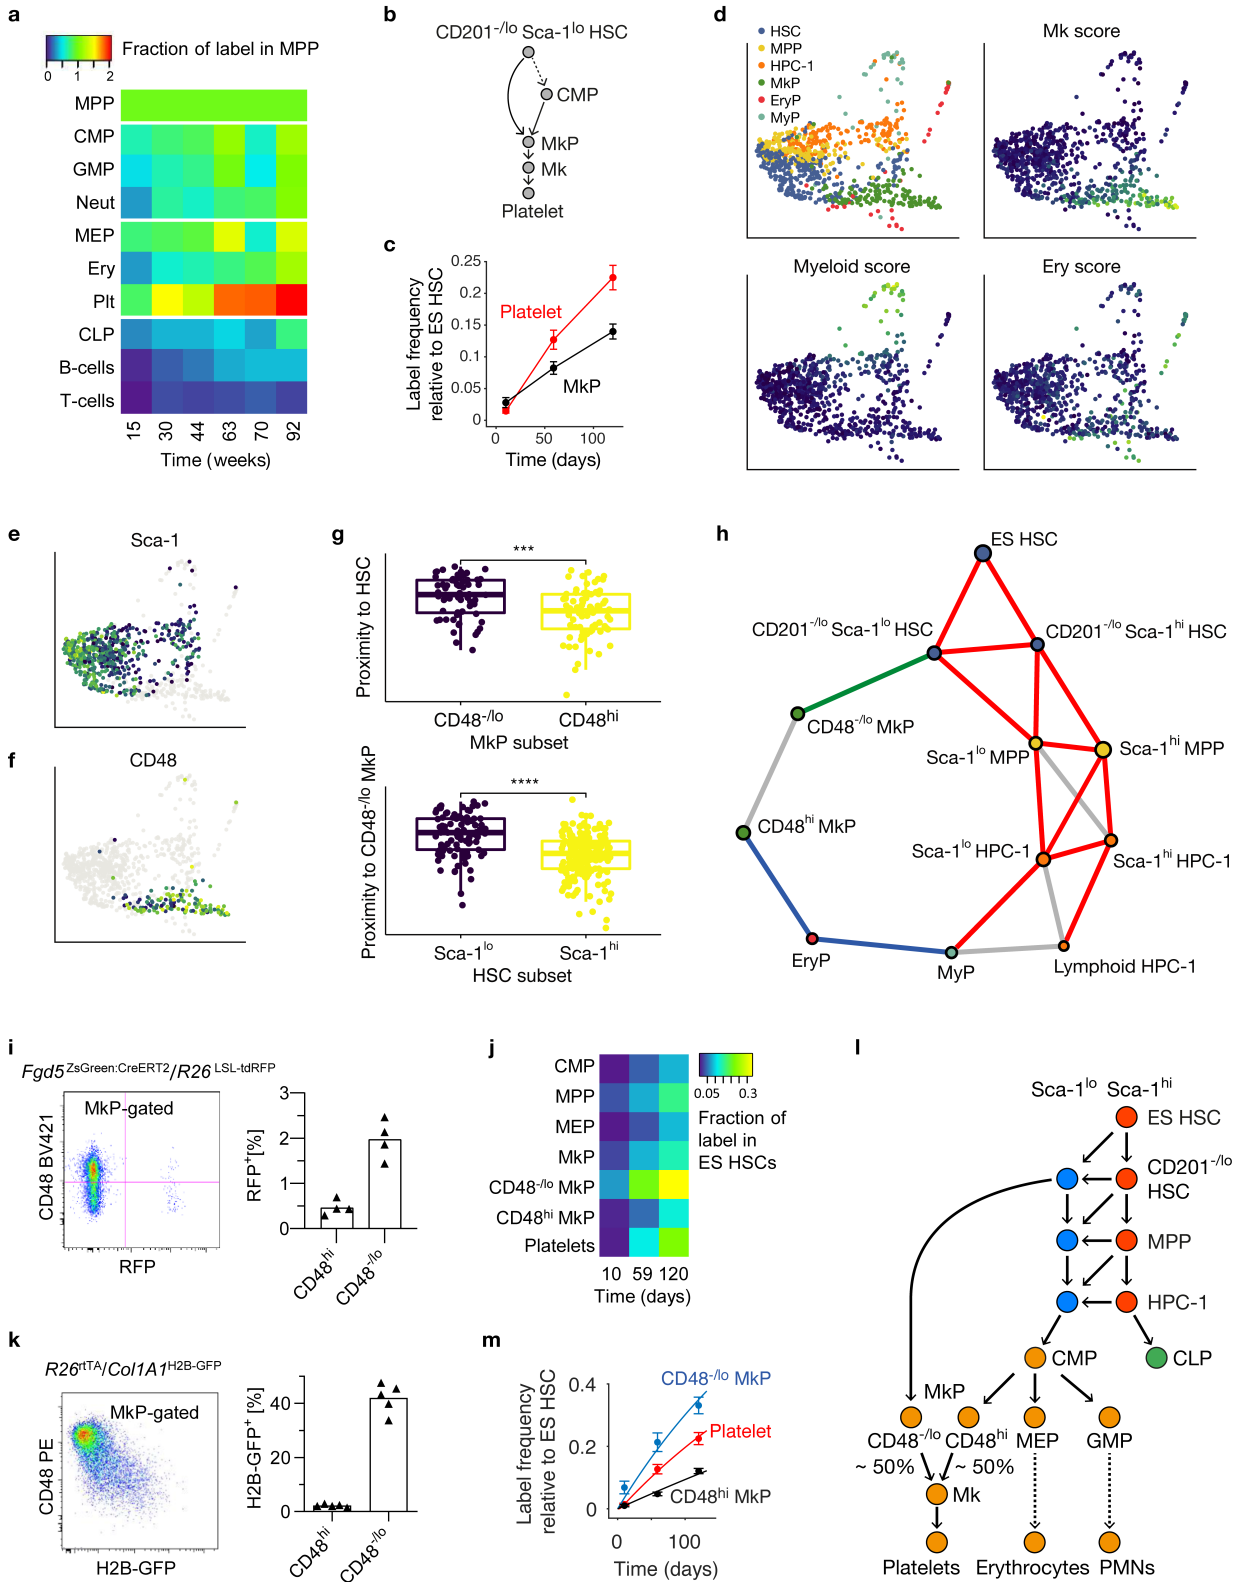 a
Fraction of label in MPP
0 1 2
MPP
CMP
GMP
Neut
MEP
Ery
Plt
CLP
B-cells
T-cells
15 30 44 63 70 92
Time (weeks)
b
CD201-/lo Sca-1lo HSC
CMP
MkP
Mk
Platelet
c
Label frequency
relative to ES HSC
0.25
0.2
0.15
0.1
0.05
0
Platelet
MkP
0 50 100
Time (days)
d
HSC
MPP
HPC-1
MkP
EryP
MyP
Mk score
Myeloid score
Ery score
e
Sca-1
f
CD48
g
Proximity to HSC
***
CD48-/lo CD48hi
MkP subset
Proximity to CD48-/lo MkP
****
Sca-1lo Sca-1hi
HSC subset
h
ES HSC
CD201-/lo Sca-1lo HSC
CD201-/lo Sca-1hi HSC
CD48-/lo MkP
Sca-1lo MPP
Sca-1hi MPP
CD48hi MkP
Sca-1lo HPC-1
Sca-1hi HPC-1
EryP
MyP
Lymphoid HPC-1
i
Fgd5ZsGreen:CreERT2/R26LSL-tdRFP
MkP-gated
CD48 BV421
RFP
RFP+[%]
3
2
1
0
CD48hi
CD48-/lo
j
CMP
MPP
MEP
MkP
CD48-/lo MkP
CD48hi MkP
Platelets
10 59 120
Time (days)
0.05 0.3
Fraction of
label in
ES HSCs
k
R26rtTA/Col1A1H2B-GFP
MkP-gated
CD48 PE
H2B-GFP
H2B-GFP+ [%]
40
20
0
CD48hi
CD48-/lo
l
Sca-1lo Sca-1hi
ES HSC
CD201-/lo
HSC
MPP
HPC-1
CMP
CLP
MkP
CD48-/lo CD48hi MEP GMP
~ 50% ~ 50%
Mk
Platelets Erythrocytes PMNs
m
Label frequency
relative to ES HSC
0.4
0.2
0
CD48-/lo MkP
Platelet
CD48hi MkP
0 100
Time (days)